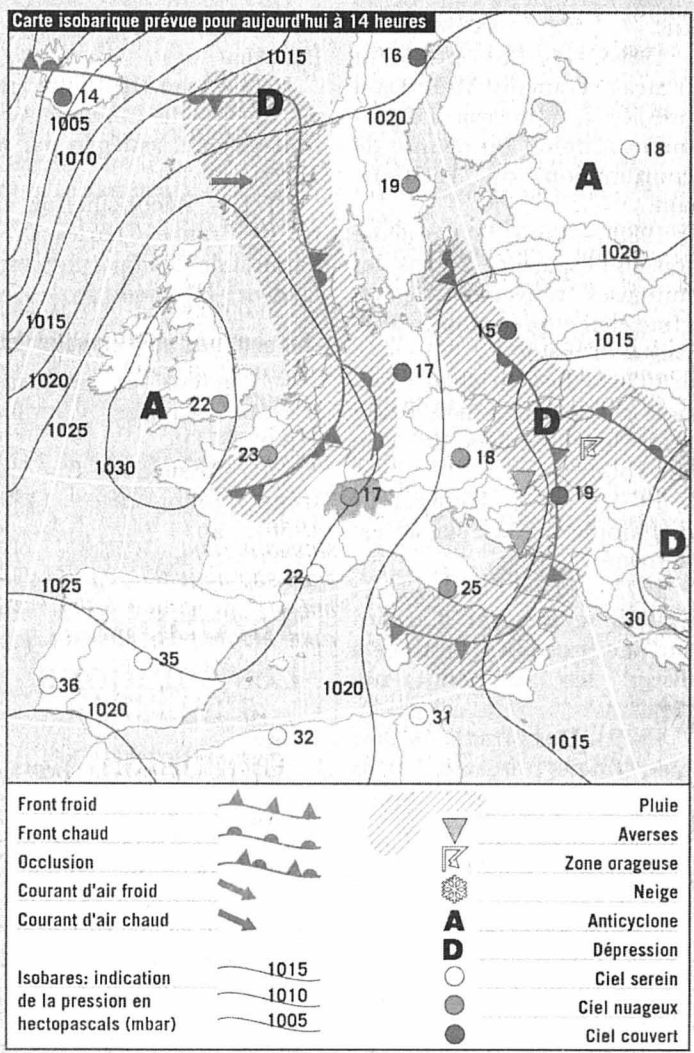 Carte isobarique prévue pour aujourd'hui à 14 heures
1015
16
14
D
1005
1020
1010
18
19
A
1020
1015
15
1015
1020
17
A
22
D
1025
23
18
1030
17
19
D
22
1025
25
30
35
36
1020
1020
31
32
1015
Front froid
Front chaud
Occlusion
Courant d'air froid
Courant d'air chaud
Isobares: indication
de la pression en
hectopascals (mbar)
1015
1010
1005
Pluie
Averses
Zone orageuse
Neige
A Anticyclone
D Dépression
Ciel serein
Ciel nuageux
Ciel couvert